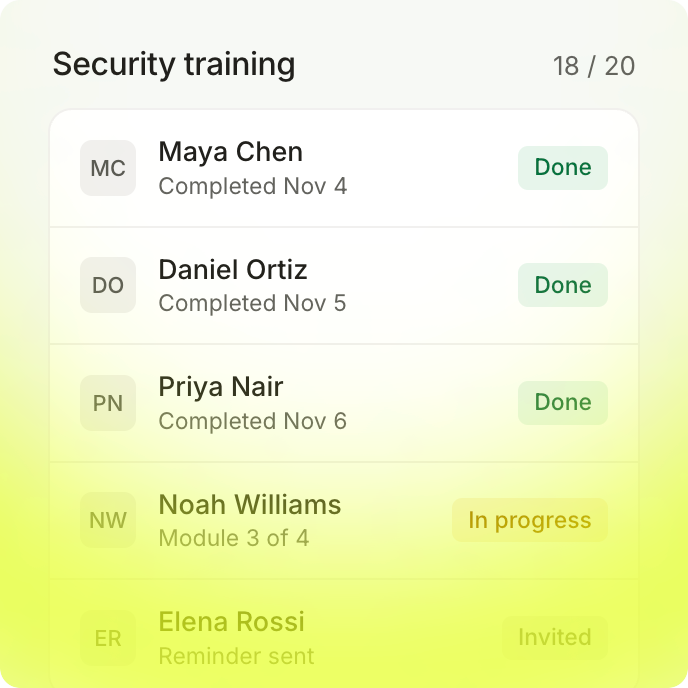 Security training 18 / 20
MC Maya Chen Done
Completed Nov 4
DO Daniel Ortiz Done
Completed Nov 5
PN Priya Nair Done
Completed Nov 6
NW Noah Williams In progress
Module 3 of 4
ER Elena Rossi Invited
Reminder sent